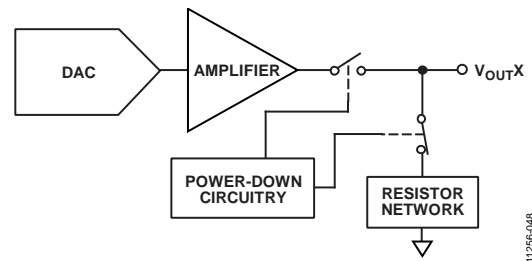 DAC
AMPLIFIER
VOUTX
POWER-DOWN
CIRCUITRY
RESISTOR
NETWORK
11256-048